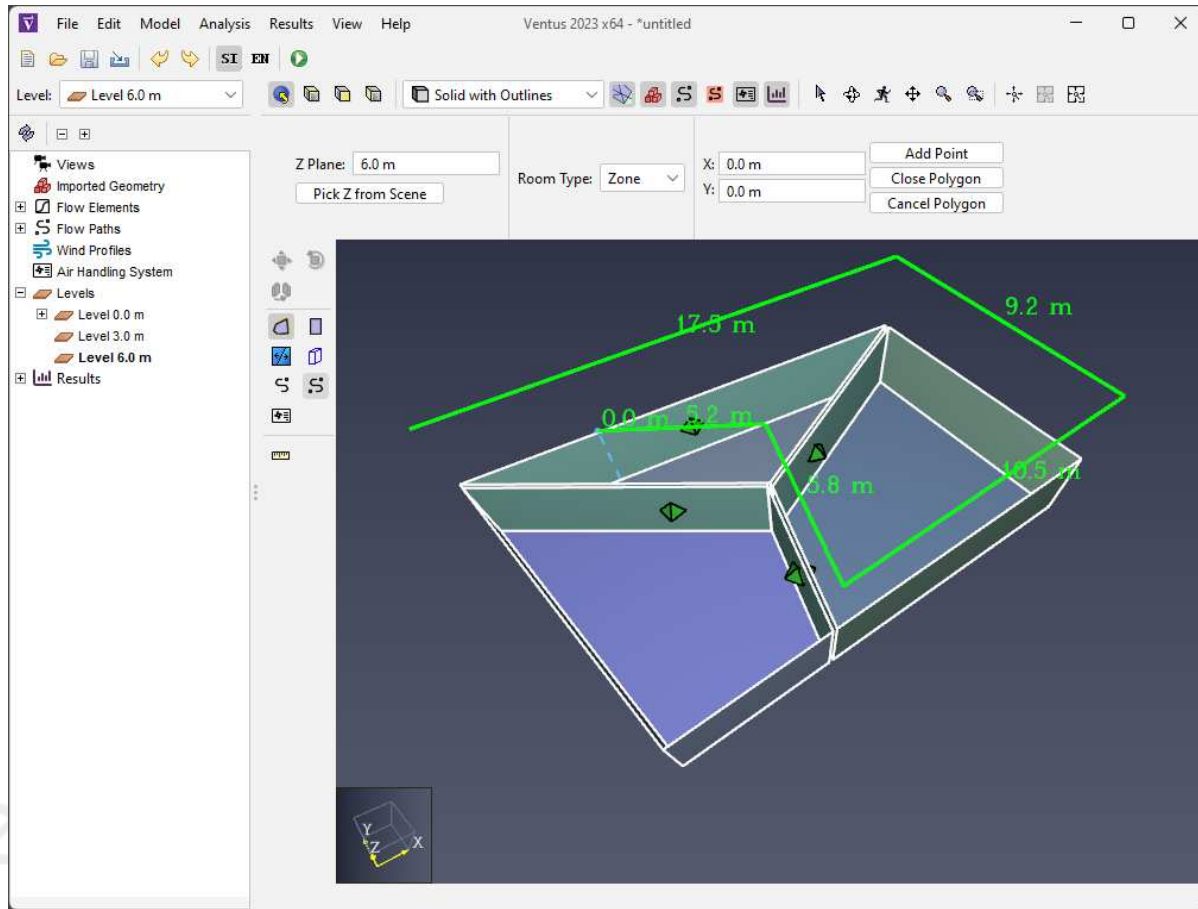 File Edit Model Analysis Results View Help Ventus 2023 x64 - *untitled
SI EN
Level: Level 6.0 m Solid with Outlines
Views
Imported Geometry
Flow Elements
Flow Paths
Wind Profiles
Air Handling System
Levels
Level 0.0 m
Level 3.0 m
Level 6.0 m
Results
Z Plane: 6.0 m
Pick Z from Scene
Room Type: Zone
X: 0.0 m
Y: 0.0 m
Add Point
Close Polygon
Cancel Polygon
17.5 m
9.2 m
0.0 m
5.2 m
5.8 m
10.5 m
Y
Z
X